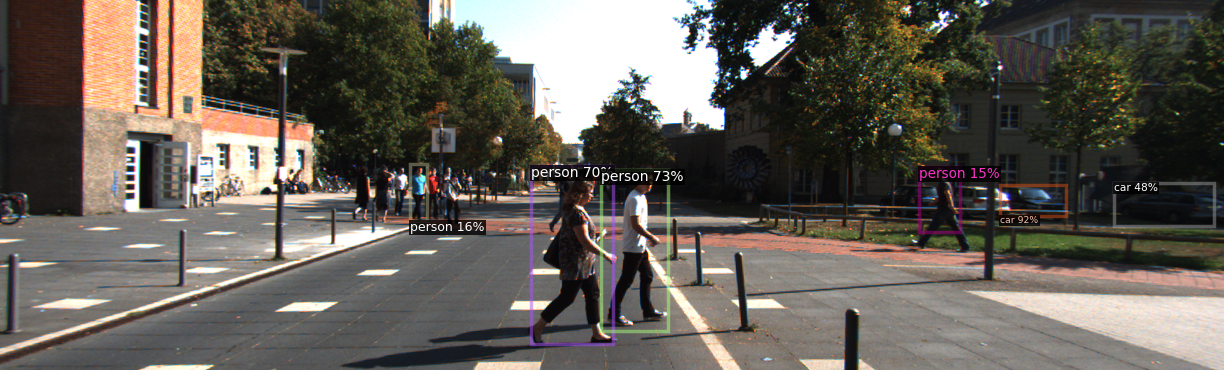 person 70%
person 73%
person 15%
car 48%
car 92%
person 16%